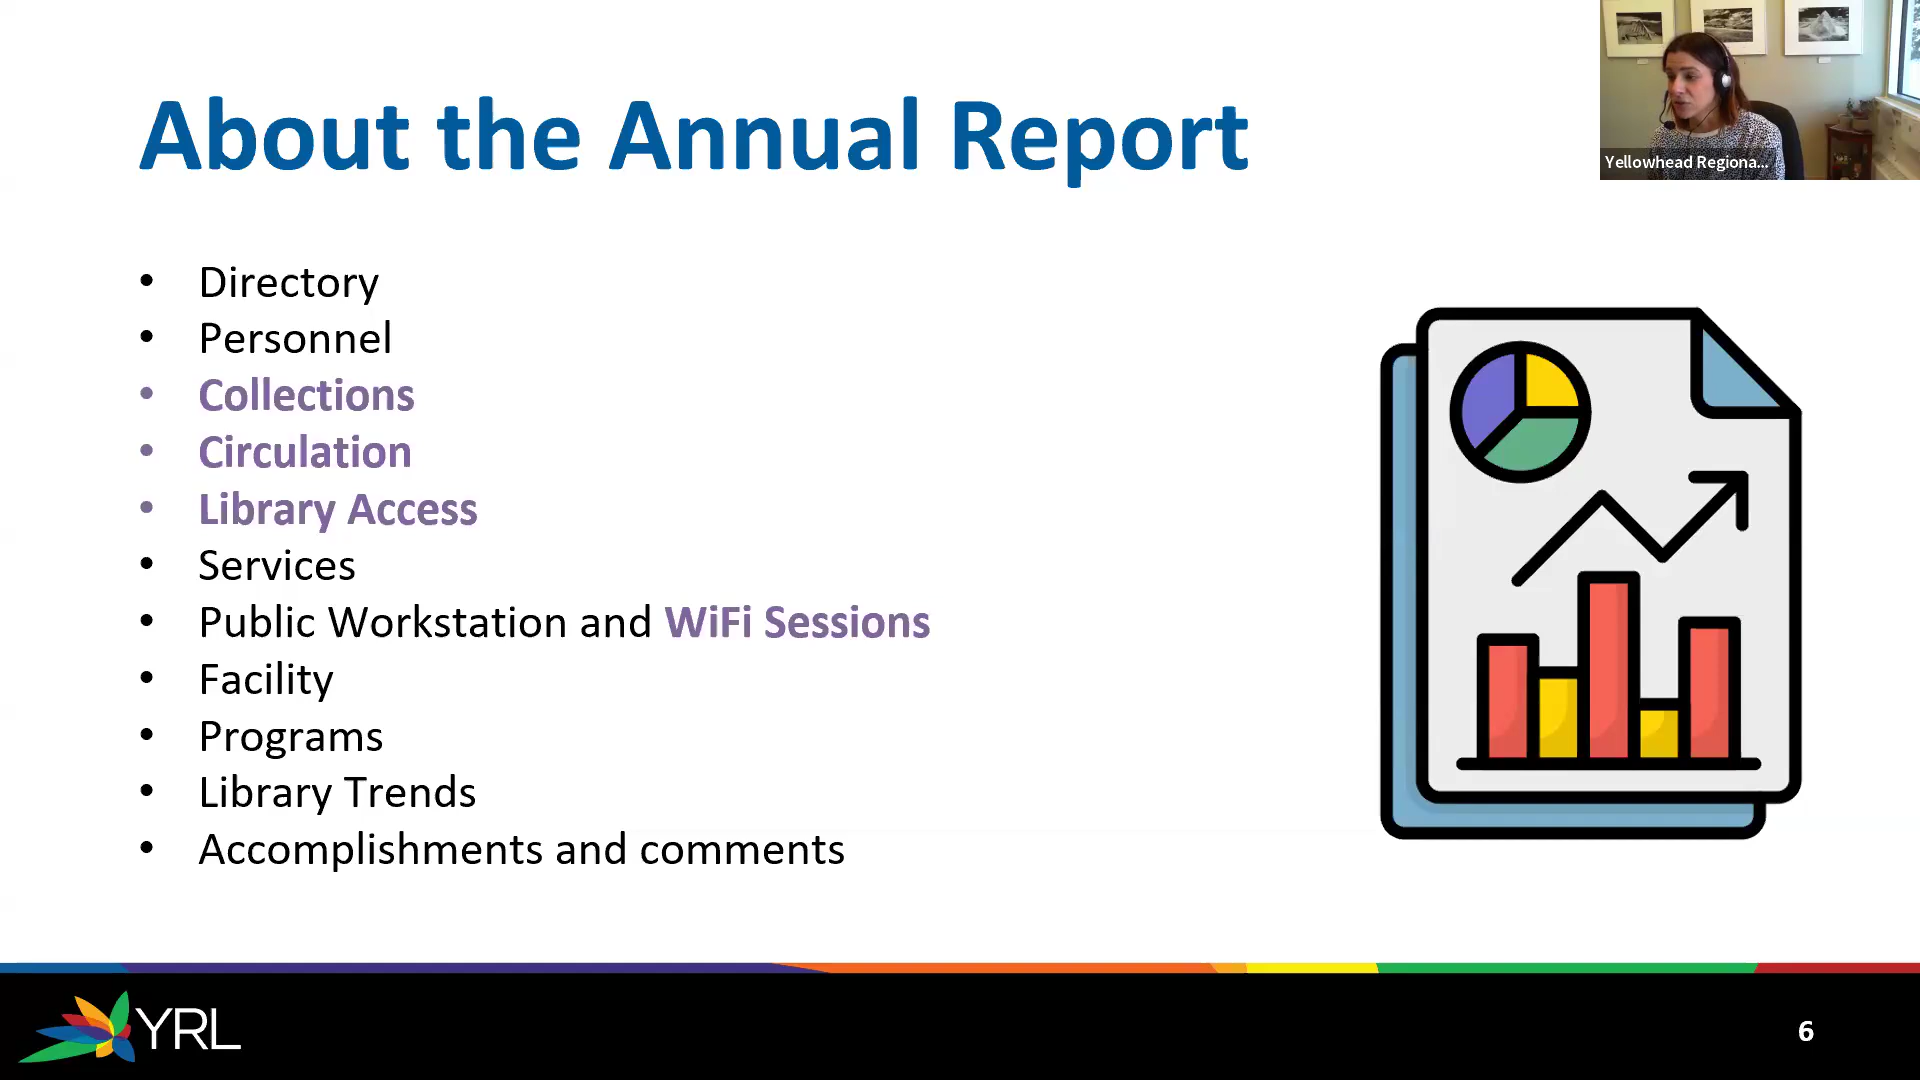 About the Annual Report
Yellowhead Regiona...
• Directory
• Personnel
• Collections
• Circulation
• Library Access
• Services
• Public Workstation and WiFi Sessions
• Facility
• Programs
• Library Trends
• Accomplishments and comments
YRL
6